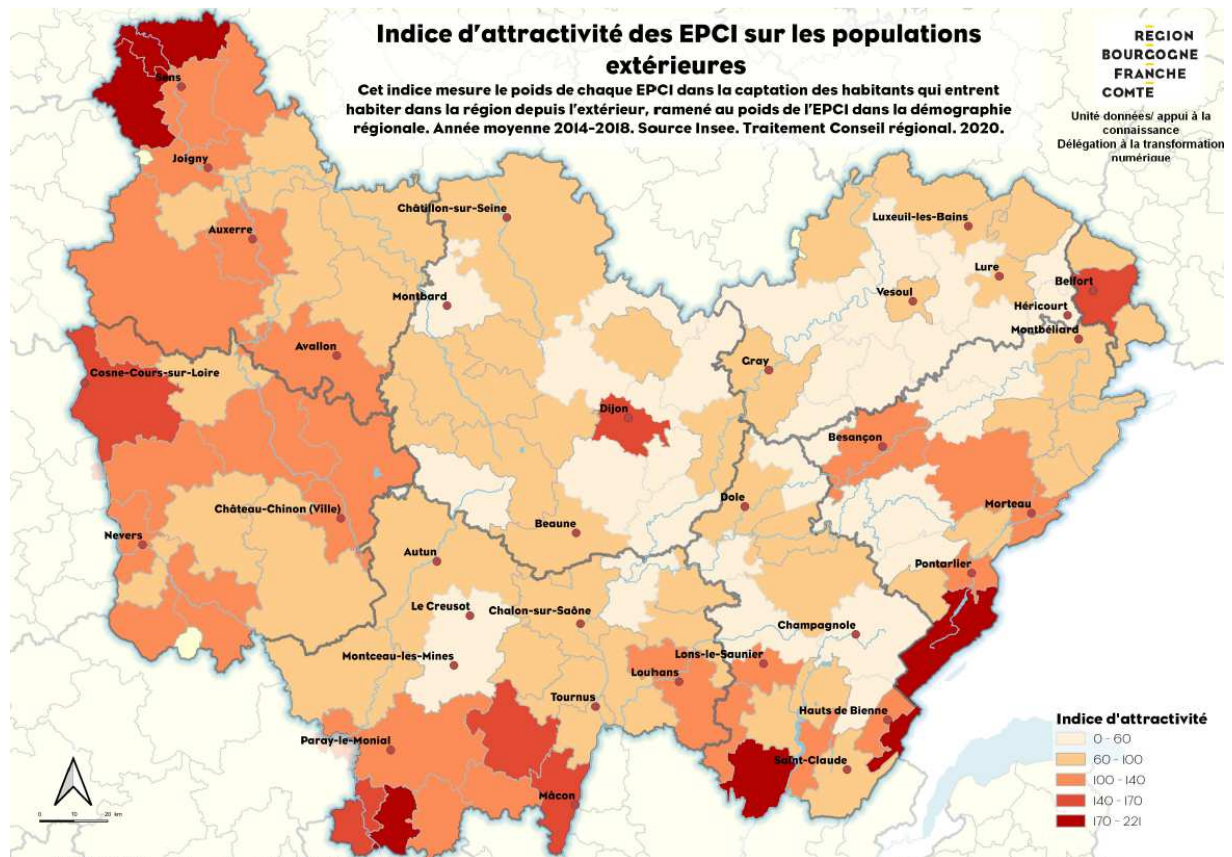 Indice d'attractivité des EPCI sur les populations
extérieures
Cet indice mesure le poids de chaque EPCI dans la captation des habitants qui entrent
habiter dans la région depuis l'extérieur, ramené au poids de l'EPCI dans la démographie
régionale. Année moyenne 2014-2018. Source Insee. Traitement Conseil régional. 2020.
REGION
BOURGOGNE
FRANCHE
COMTE
Unité données/ appui à la
connaissance
Délégation à la transformation
numérique
Sens
Joigny
Châtillon-sur-Seine
Luxeuil-les-Bains
Auxerre
Lure
Belfort
Vesoul
Montbard
Héricourt
Montbéliard
Avallon
Gray
Cosne-Cours-sur-Loire
Dijon
Besançon
Château-Chinon (Ville)
Dole
Morteau
Beaune
Nevers
Autun
Pontarlier
Le Creusot
Chalon-sur-Saône
Champagnole
Montceau-les-Mines
Lons-le-Saunier
Louhans
Tournus
Hauts de Bienne
Paray-le-Monial
Saint-Claude
Mâcon
Indice d'attractivité
0 - 60
60 - 100
100 - 140
140 - 170
170 - 221
0 10 20 km